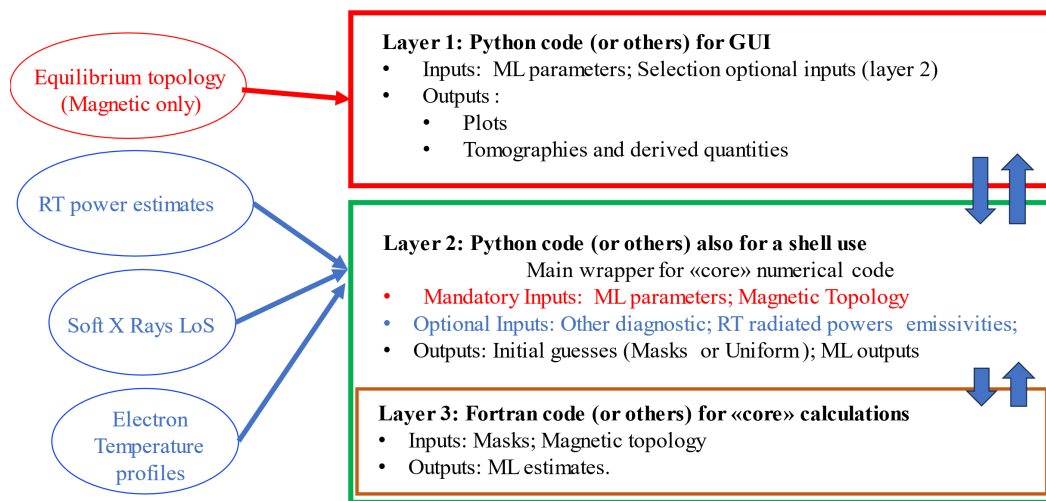 Equilibrium topology
(Magnetic only)
RT power estimates
Soft X Rays LoS
Electron
Temperature
profiles
Layer 1: Python code (or others) for GUI
• Inputs: ML parameters; Selection optional inputs (layer 2)
• Outputs :
• Plots
• Tomographies and derived quantities
Layer 2: Python code (or others) also for a shell use
Main wrapper for «core» numerical code
• Mandatory Inputs: ML parameters; Magnetic Topology
• Optional Inputs: Other diagnostic; RT radiated powers emissivities;
• Outputs: Initial guesses (Masks or Uniform); ML outputs
Layer 3: Fortran code (or others) for «core» calculations
• Inputs: Masks; Magnetic topology
• Outputs: ML estimates.